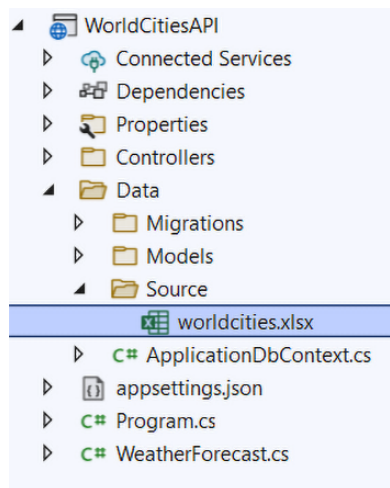 WorldCitiesAPI
Connected Services
Dependencies
Properties
Controllers
Data
Migrations
Models
Source
worldcities.xlsx
C# ApplicationDbContext.cs
appsettings.json
C# Program.cs
C# WeatherForecast.cs